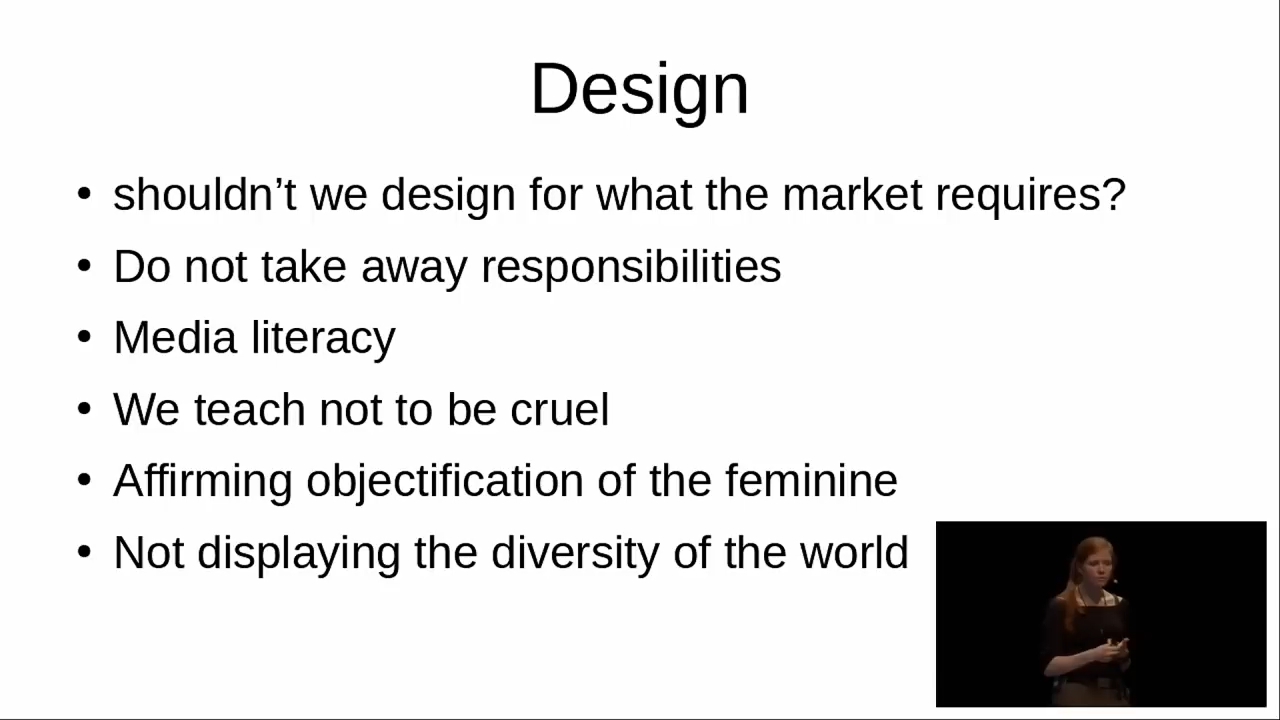 Design
• shouldn’t we design for what the market requires?
• Do not take away responsibilities
• Media literacy
• We teach not to be cruel
• Affirming objectification of the feminine
• Not displaying the diversity of the world